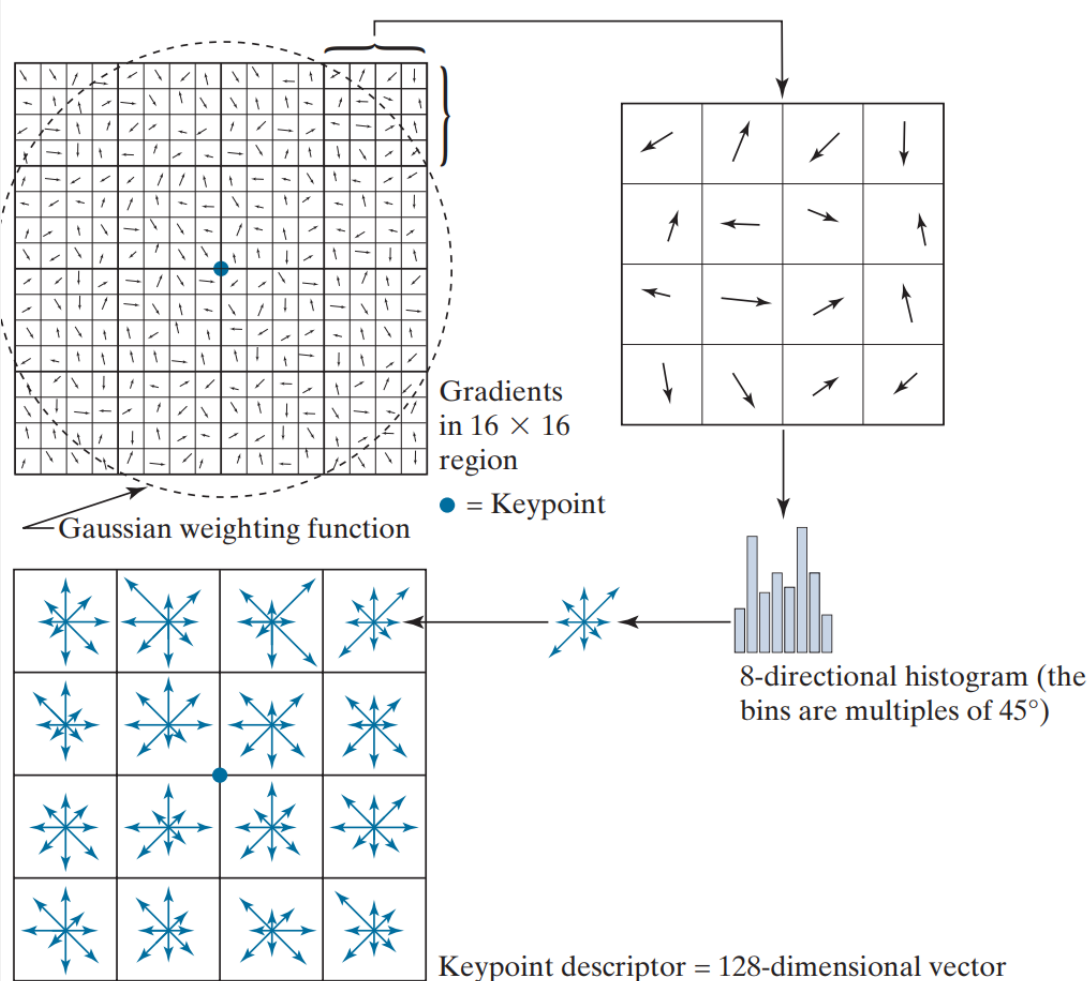 Gradients
in 16 × 16
region
= Keypoint
Gaussian weighting function
8-directional histogram (the
bins are multiples of 45°)
Keypoint descriptor = 128-dimensional vector